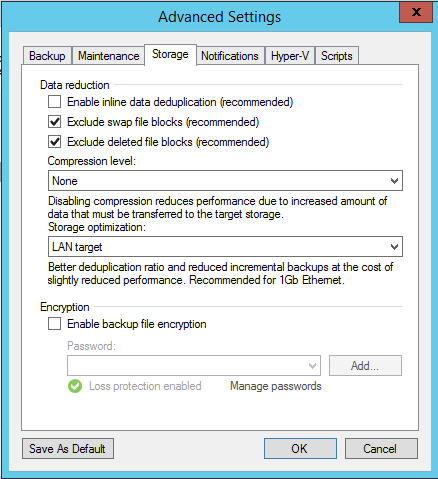 Advanced Settings
x
Backup Maintenance Storage Notifications Hyper-V Scripts
Data reduction
Enable inline data deduplication (recommended)
Exclude swap file blocks (recommended)
Exclude deleted file blocks (recommended)
Compression level:
None
Disabling compression reduces performance due to increased amount of
data that must be transferred to the target storage.
Storage optimization:
LAN target
Better deduplication ratio and reduced incremental backups at the cost of
slightly reduced performance. Recommended for 1Gb Ethernet.
Encryption
Enable backup file encryption
Password:
Add...
Loss protection enabled Manage passwords
Save As Default OK Cancel